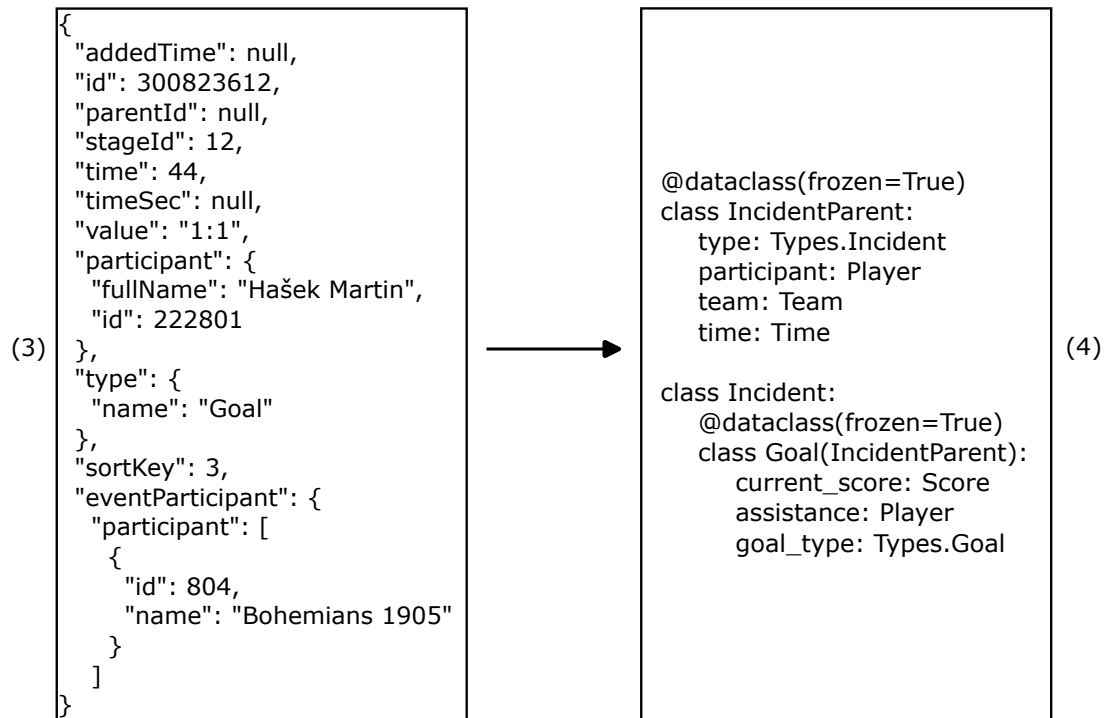 {
"addedTime": null,
"id": 300823612,
"parentId": null,
"stageId": 12,
"time": 44,
"timeSec": null,
"value": "1:1",
"participant": {
"fullName": "Hašek Martin",
"id": 222801
},
"type": {
"name": "Goal"
},
"sortKey": 3,
"eventParticipant": {
"participant": [
{
"id": 804,
"name": "Bohemians 1905"
}
]
}
(3)
@dataclass(frozen=True)
class IncidentParent:
type: Types.Incident
participant: Player
team: Team
time: Time
class Incident:
@dataclass(frozen=True)
class Goal(IncidentParent):
current_score: Score
assistance: Player
goal_type: Types.Goal
(4)